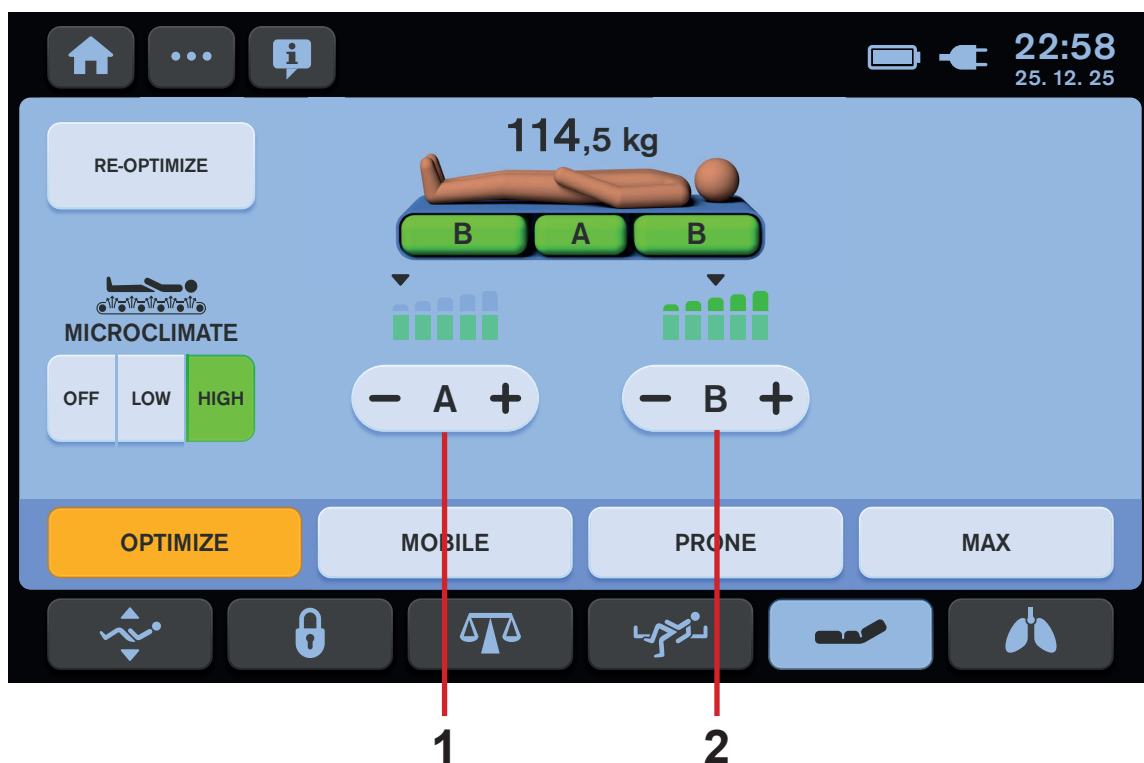 22:58
25. 12. 25
114,5 kg
RE-OPTIMIZE
B A B
MICROCLIMATE
OFF LOW HIGH
− A +
− B +
OPTIMIZE
MOBILE
PRONE
MAX
1
2